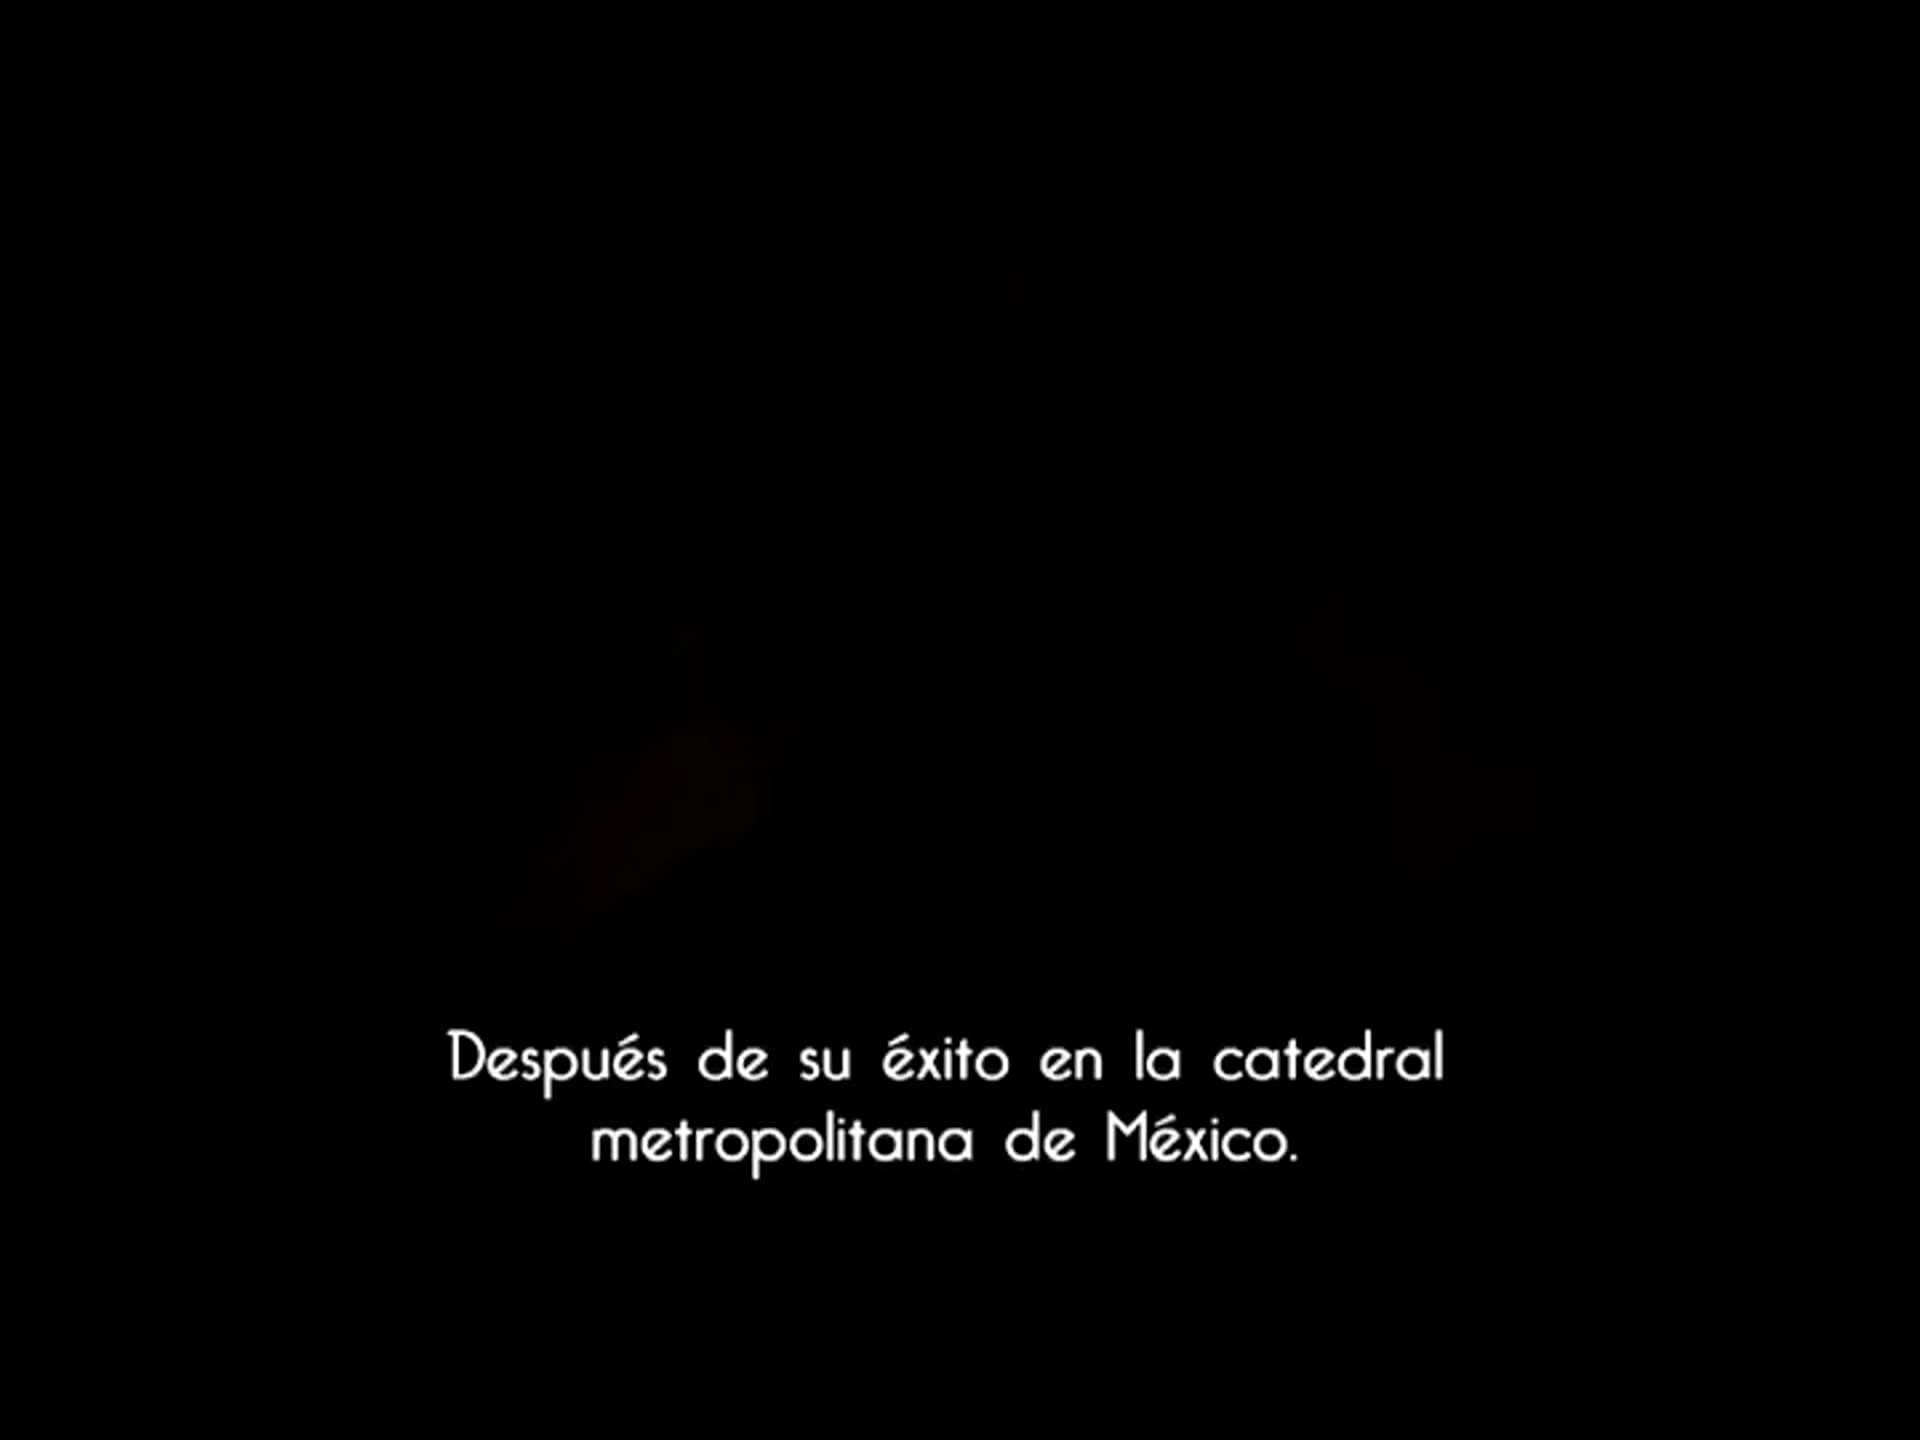 Después de su éxito en la catedral
metropolitana de México.